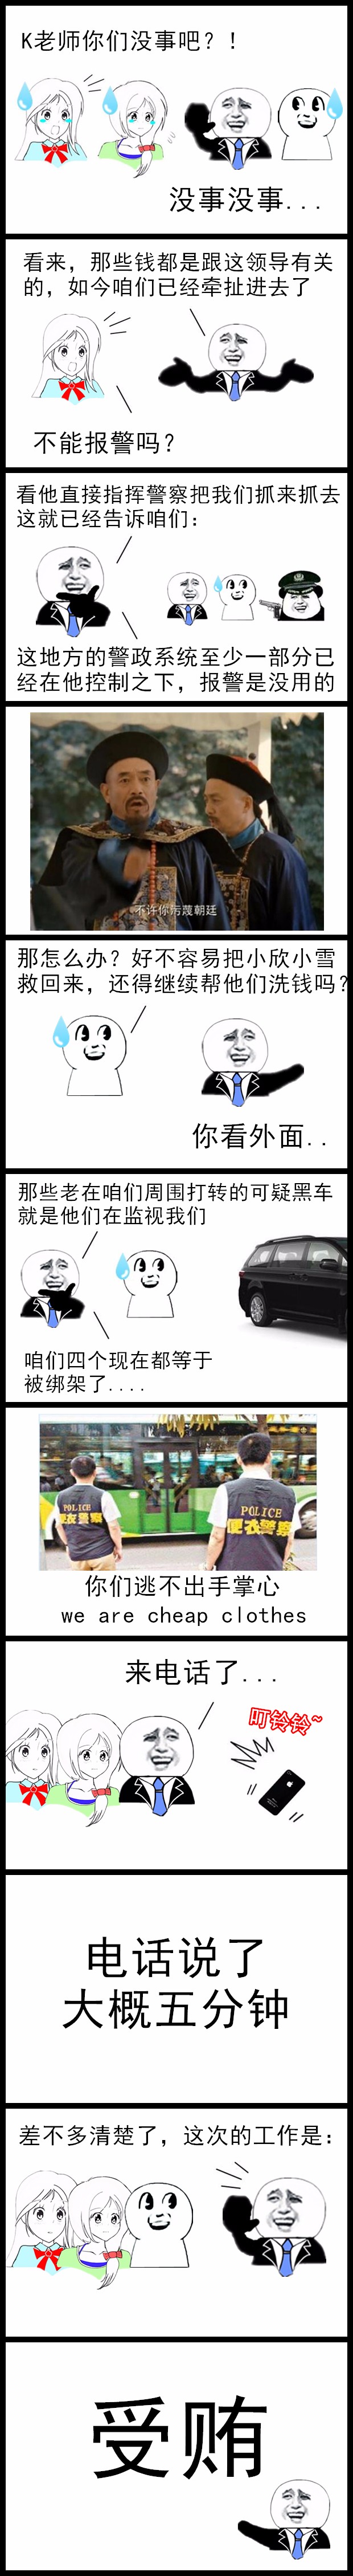 K老师你们没事吧？！
没事没事...
看来，那些钱都是跟这领导有关
的，如今咱们已经牵扯进去了
不能报警吗？
看他直接指挥警察把我们抓来抓去
这就已经告诉咱们：
这地方的警政系统至少一部分已
经在他控制之下，报警是没用的
不许你污蔑朝廷
那怎么办？好不容易把小欣小雪
救回来，还得继续帮他们洗钱吗？
你看外面..
那些老在咱们周围打转的可疑黑车
就是他们在监视我们
咱们四个现在都等于
被绑架了....
POLICE
便衣警察
POLICE
便衣警察
你们逃不出手掌心
we are cheap clothes
来电话了...
叮铃铃~
电话说了
大概五分钟
差不多清楚了，这次的工作是：
受贿